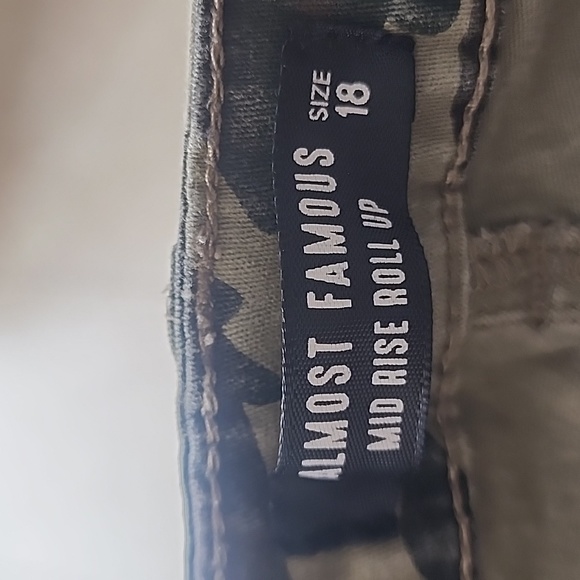 ALMOST FAMOUS SIZE
MID RISE ROLL UP 18